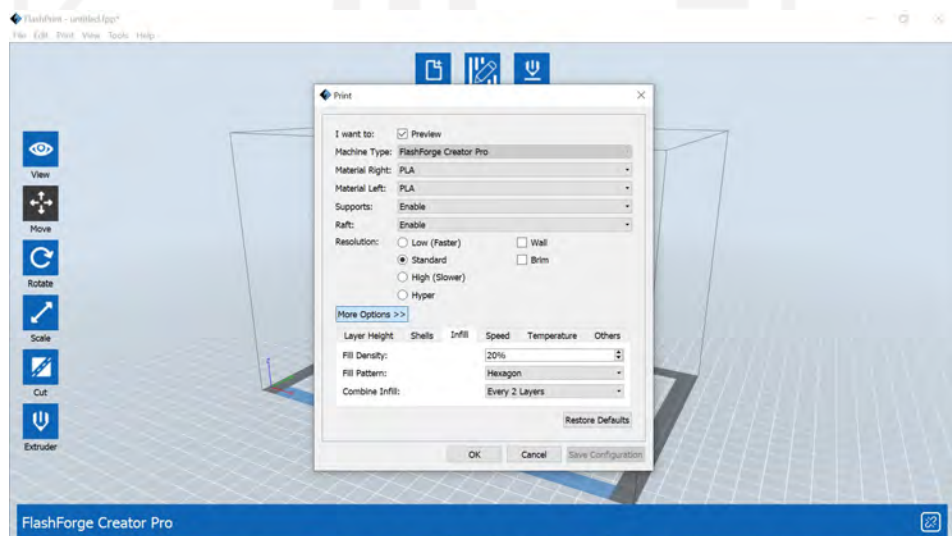 FlashPrint - untitled.fpp*
File Edit Print View Tools Help
Print
I want to: Preview
Machine Type: FlashForge Creator Pro
View
Material Right: PLA
Material Left: PLA
Supports: Enable
Move
Raft: Enable
Resolution: Low (Faster) Wall
Standard Brim
High (Slower)
Rotate
Hyper
More Options >>
Layer Height Shells Infill Speed Temperature Others
Scale
Fill Density: 20%
Fill Pattern: Hexagon
Combine Infill: Every 2 Layers
Cut
Restore Defaults
Extruder
OK Cancel Save Configuration
FlashForge Creator Pro